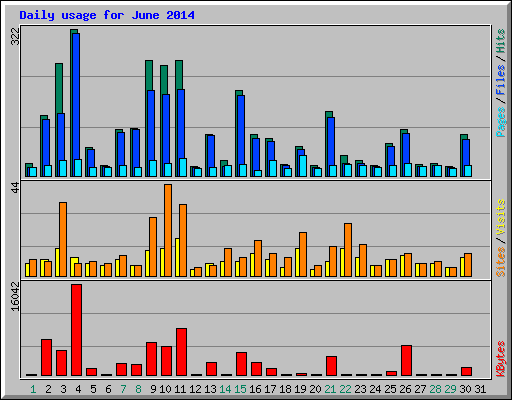 Daily usage for June 2014
322
Pages/Files/Hits
44
Sites/Visits
16042
KBytes
1 2 3 4 5 6 7 8 9 10 11 12 13 14 15 16 17 18 19 20 21 22 23 24 25 26 27 28 29 30 31